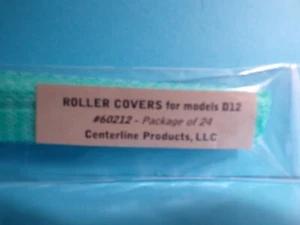 ROLLER COVERS for models D12
#60212 - Package of 24
Centerline Products, LLC